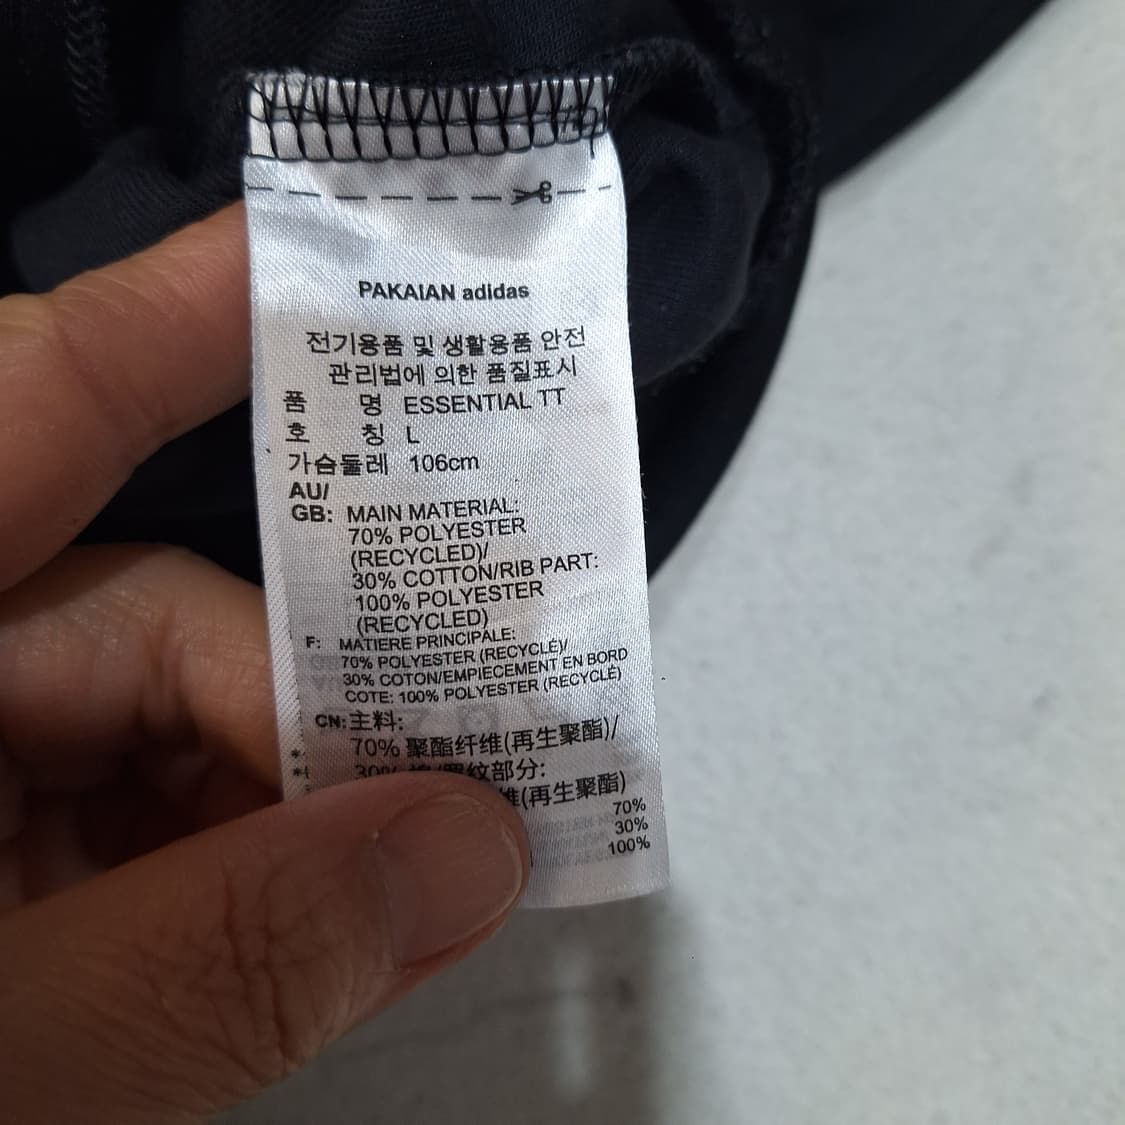 PAKAIAN adidas
전기용품 및 생활용품 안전
관리법에 의한 품질표시
품 명 ESSENTIAL TT
호 칭 L
가슴둘레 106cm
AU/
GB: MAIN MATERIAL:
70% POLYESTER
(RECYCLED)/
30% COTTON/RIB PART:
100% POLYESTER
(RECYCLED)
F: MATIERE PRINCIPALE:
70% POLYESTER (RECYCLÉ)/
30% COTON/EMPIECEMENT EN BORD
COTE: 100% POLYESTER (RECYCLÉ)
CN: 主料:
70% 聚酯纤维(再生聚酯)/
30% 纹部分:
维(再生聚酯)
70%
30%
100%